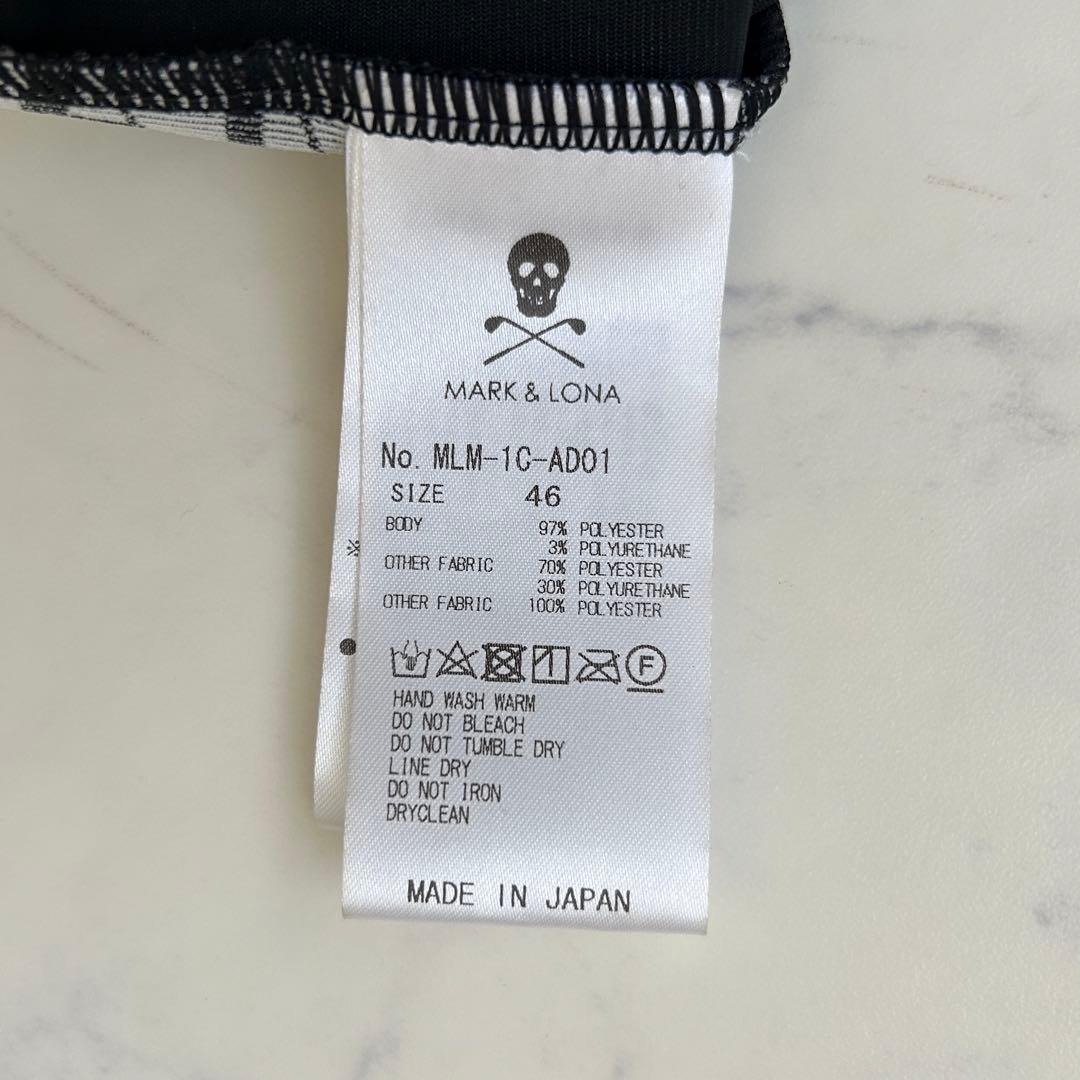 MARK & LONA
No. MLM-1C-AD01
SIZE 46
BODY 97% POLYESTER
3% POLYURETHANE
OTHER FABRIC 70% POLYESTER
30% POLYURETHANE
OTHER FABRIC 100% POLYESTER
F
HAND WASH WARM
DO NOT BLEACH
DO NOT TUMBLE DRY
LINE DRY
DO NOT IRON
DRYCLEAN
MADE IN JAPAN
※